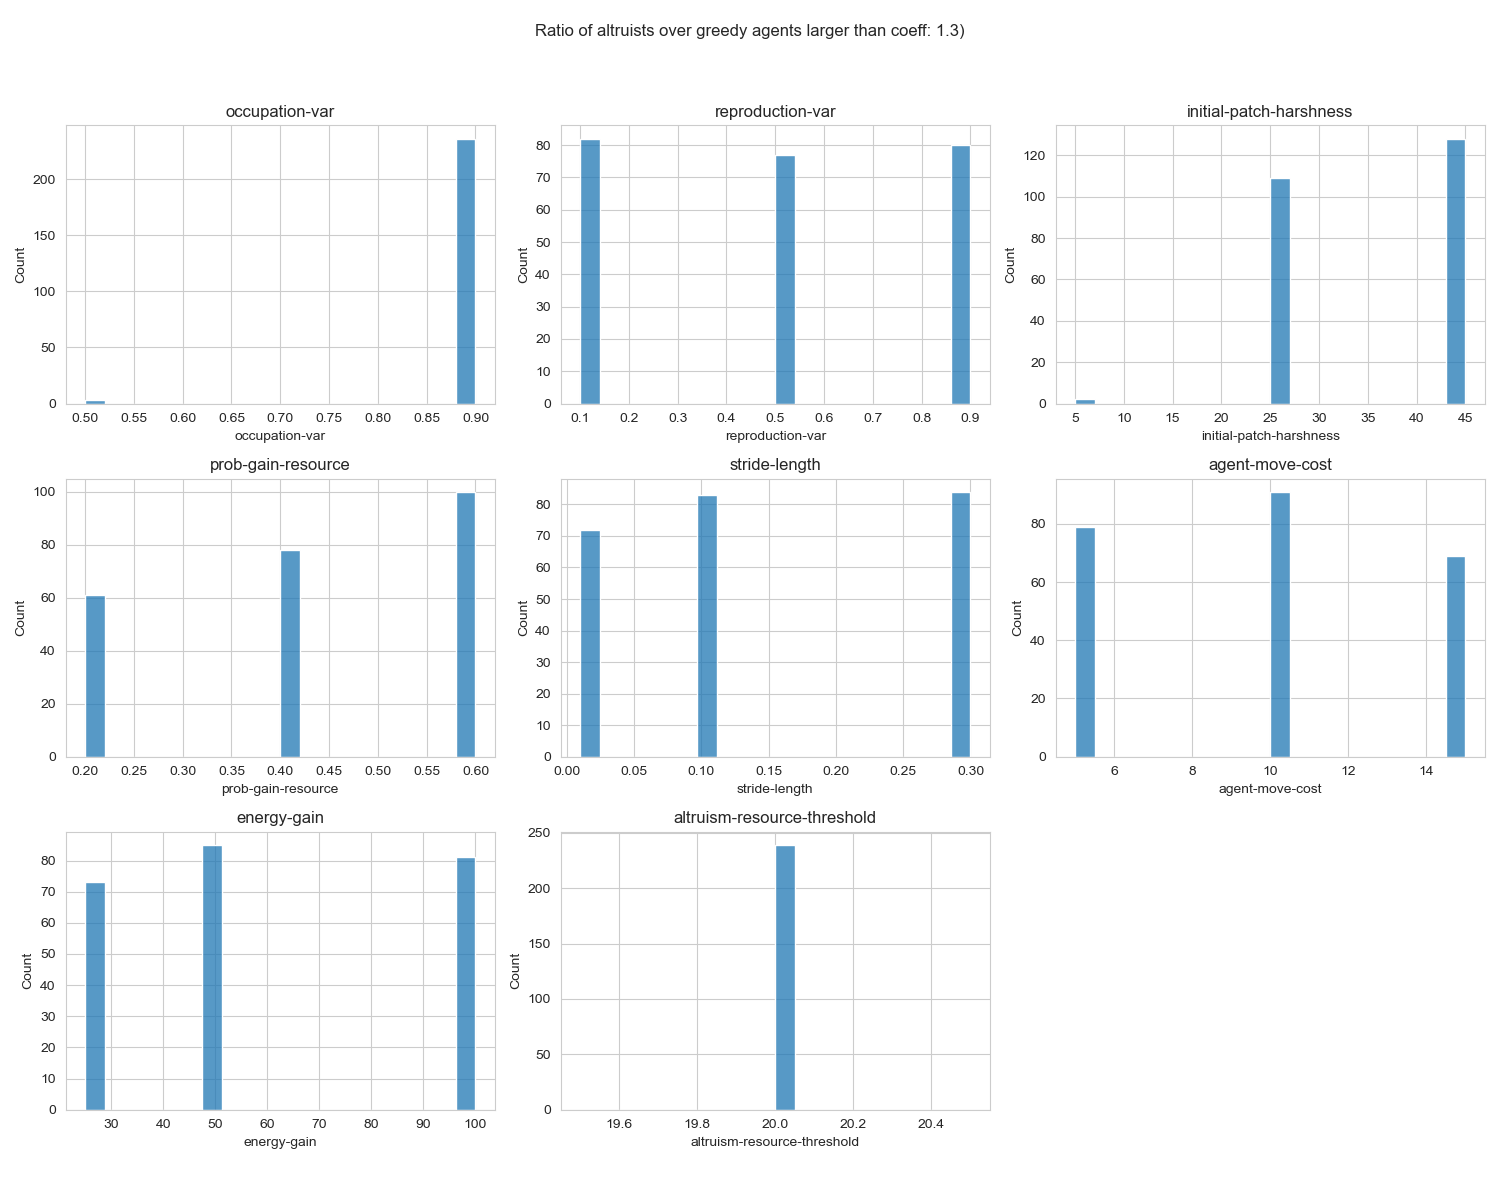 Ratio of altruists over greedy agents larger than coeff: 1.3)
occupation-var
Count
200
150
100
50
0
0.50 0.55 0.60 0.65 0.70 0.75 0.80 0.85 0.90
occupation-var
reproduction-var
Count
80
70
60
50
40
30
20
10
0
0.1 0.2 0.3 0.4 0.5 0.6 0.7 0.8 0.9
reproduction-var
initial-patch-harshness
Count
120
100
80
60
40
20
0
5 10 15 20 25 30 35 40 45
initial-patch-harshness
prob-gain-resource
Count
100
80
60
40
20
0
0.20 0.25 0.30 0.35 0.40 0.45 0.50 0.55 0.60
prob-gain-resource
stride-length
Count
80
70
60
50
40
30
20
10
0
0.00 0.05 0.10 0.15 0.20 0.25 0.30
stride-length
agent-move-cost
Count
80
60
40
20
0
6 8 10 12 14
agent-move-cost
energy-gain
Count
80
70
60
50
40
30
20
10
0
30 40 50 60 70 80 90 100
energy-gain
altruism-resource-threshold
Count
250
200
150
100
50
0
19.6 19.8 20.0 20.2 20.4
altruism-resource-threshold